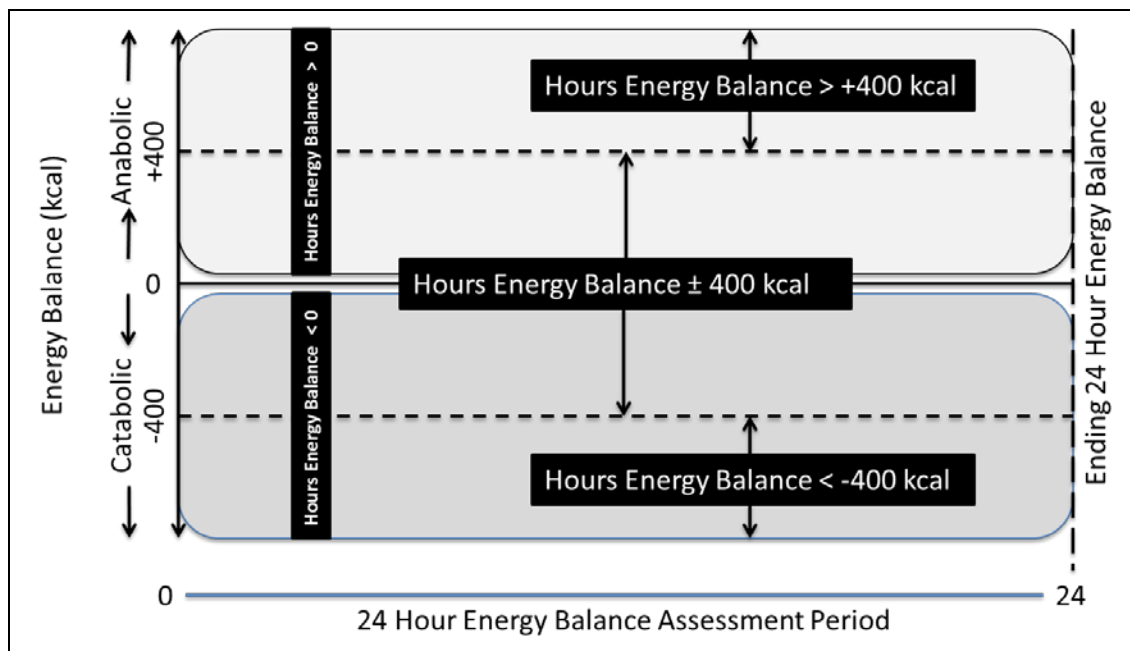 Energy Balance (kcal)
Anabolic
Catabolic
+400
0
-400
Hours Energy Balance > 0
Hours Energy Balance < 0
Hours Energy Balance > +400 kcal
Hours Energy Balance ± 400 kcal
Hours Energy Balance < -400 kcal
Ending 24 Hour Energy Balance
0
24
24 Hour Energy Balance Assessment Period